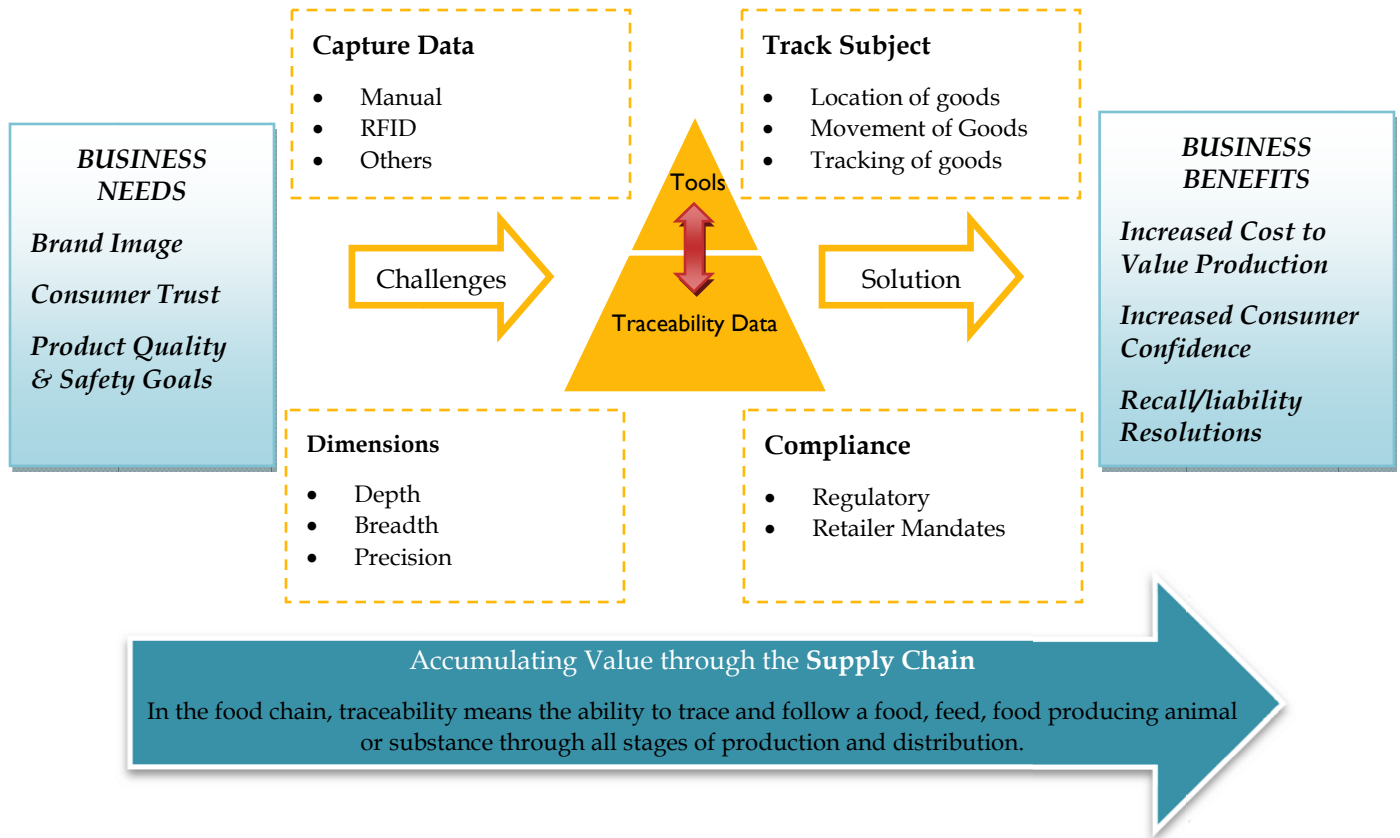 BUSINESS
NEEDS
Brand Image
Consumer Trust
Product Quality
& Safety Goals
Capture Data
• Manual
• RFID
• Others
Challenges
Dimensions
• Depth
• Breadth
• Precision
Tools
Traceability Data
Track Subject
• Location of goods
• Movement of Goods
• Tracking of goods
Solution
Compliance
• Regulatory
• Retailer Mandates
BUSINESS
BENEFITS
Increased Cost to
Value Production
Increased Consumer
Confidence
Recall/liability
Resolutions
Accumulating Value through the Supply Chain
In the food chain, traceability means the ability to trace and follow a food, feed, food producing animal
or substance through all stages of production and distribution.